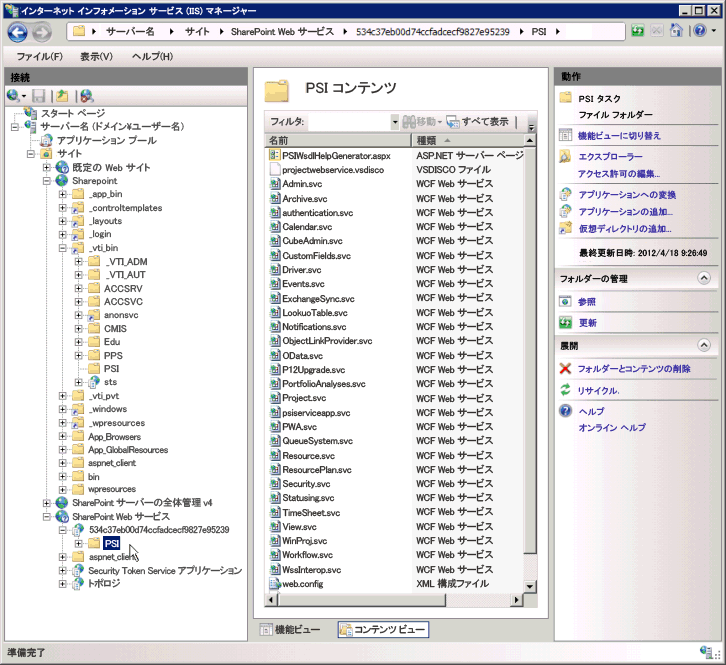 インターネット インフォメーション サービス (IIS) マネージャー
サーバー名 サイト SharePoint Web サービス 534c37eb00d74ccfadcecf9827e95239 PSI
ファイル(F) 表示(V) ヘルプ(H)
接続
スタート ページ
サーバー名 (ドメイン¥ユーザー名)
アプリケーション プール
サイト
既定の Web サイト
Sharepoint
_app_bin
_controltemplates
_layouts
_login
_vti_bin
_VTI_ADM
_VTI_AUT
ACCSRV
ACCSVC
anonsvc
CMIS
Edu
PPS
PSI
sts
_vti_pvt
_windows
_wpresources
App_Browsers
App_GlobalResources
aspnet_client
bin
wpresources
SharePoint サーバーの全体管理 v4
SharePoint Web サービス
534c37eb00d74ccfadcecf9827e95239
PSI
aspnet_client
Security Token Service アプリケーション
トポロジ
PSI コンテンツ
フィルタ: 移動 すべて表示
名前 種類
PSIWsdlHelpGenerator.aspx ASP.NET サーバー ページ
projectwebservice.vsdisco VSDISCO ファイル
Admin.svc WCF Web サービス
Archive.svc WCF Web サービス
authentication.svc WCF Web サービス
Calendar.svc WCF Web サービス
CubeAdmin.svc WCF Web サービス
CustomFields.svc WCF Web サービス
Driver.svc WCF Web サービス
Events.svc WCF Web サービス
ExchangeSync.svc WCF Web サービス
LookuoTable.svc WCF Web サービス
Notifications.svc WCF Web サービス
ObjectLinkProvider.svc WCF Web サービス
OData.svc WCF Web サービス
P12Upgrade.svc WCF Web サービス
PortfolioAnalyses.svc WCF Web サービス
Project.svc WCF Web サービス
psiserviceapp.svc WCF Web サービス
PWA.svc WCF Web サービス
QueueSystem.svc WCF Web サービス
Resource.svc WCF Web サービス
ResourcePlan.svc WCF Web サービス
Security.svc WCF Web サービス
Statusing.svc WCF Web サービス
TimeSheet.svc WCF Web サービス
View.svc WCF Web サービス
WinProj.svc WCF Web サービス
Workflow.svc WCF Web サービス
WssInterop.svc WCF Web サービス
web.config XML 構成ファイル
機能ビュー コンテンツ ビュー
動作
PSI タスク
ファイル フォルダー
機能ビューに切り替え
エクスプローラー
アクセス許可の編集...
アプリケーションへの変換
アプリケーションの追加...
仮想ディレクトリの追加...
最終更新日時: 2012/4/18 9:26:49
フォルダーの管理
参照
更新
展開
フォルダーとコンテンツの削除
リサイクル.
ヘルプ
オンライン ヘルプ
準備完了